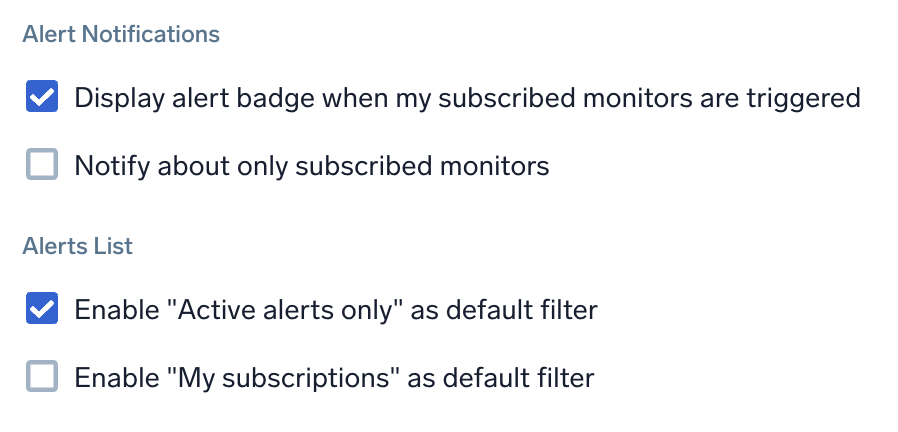 Alert Notifications
Display alert badge when my subscribed monitors are triggered
Notify about only subscribed monitors
Alerts List
Enable "Active alerts only" as default filter
Enable "My subscriptions" as default filter